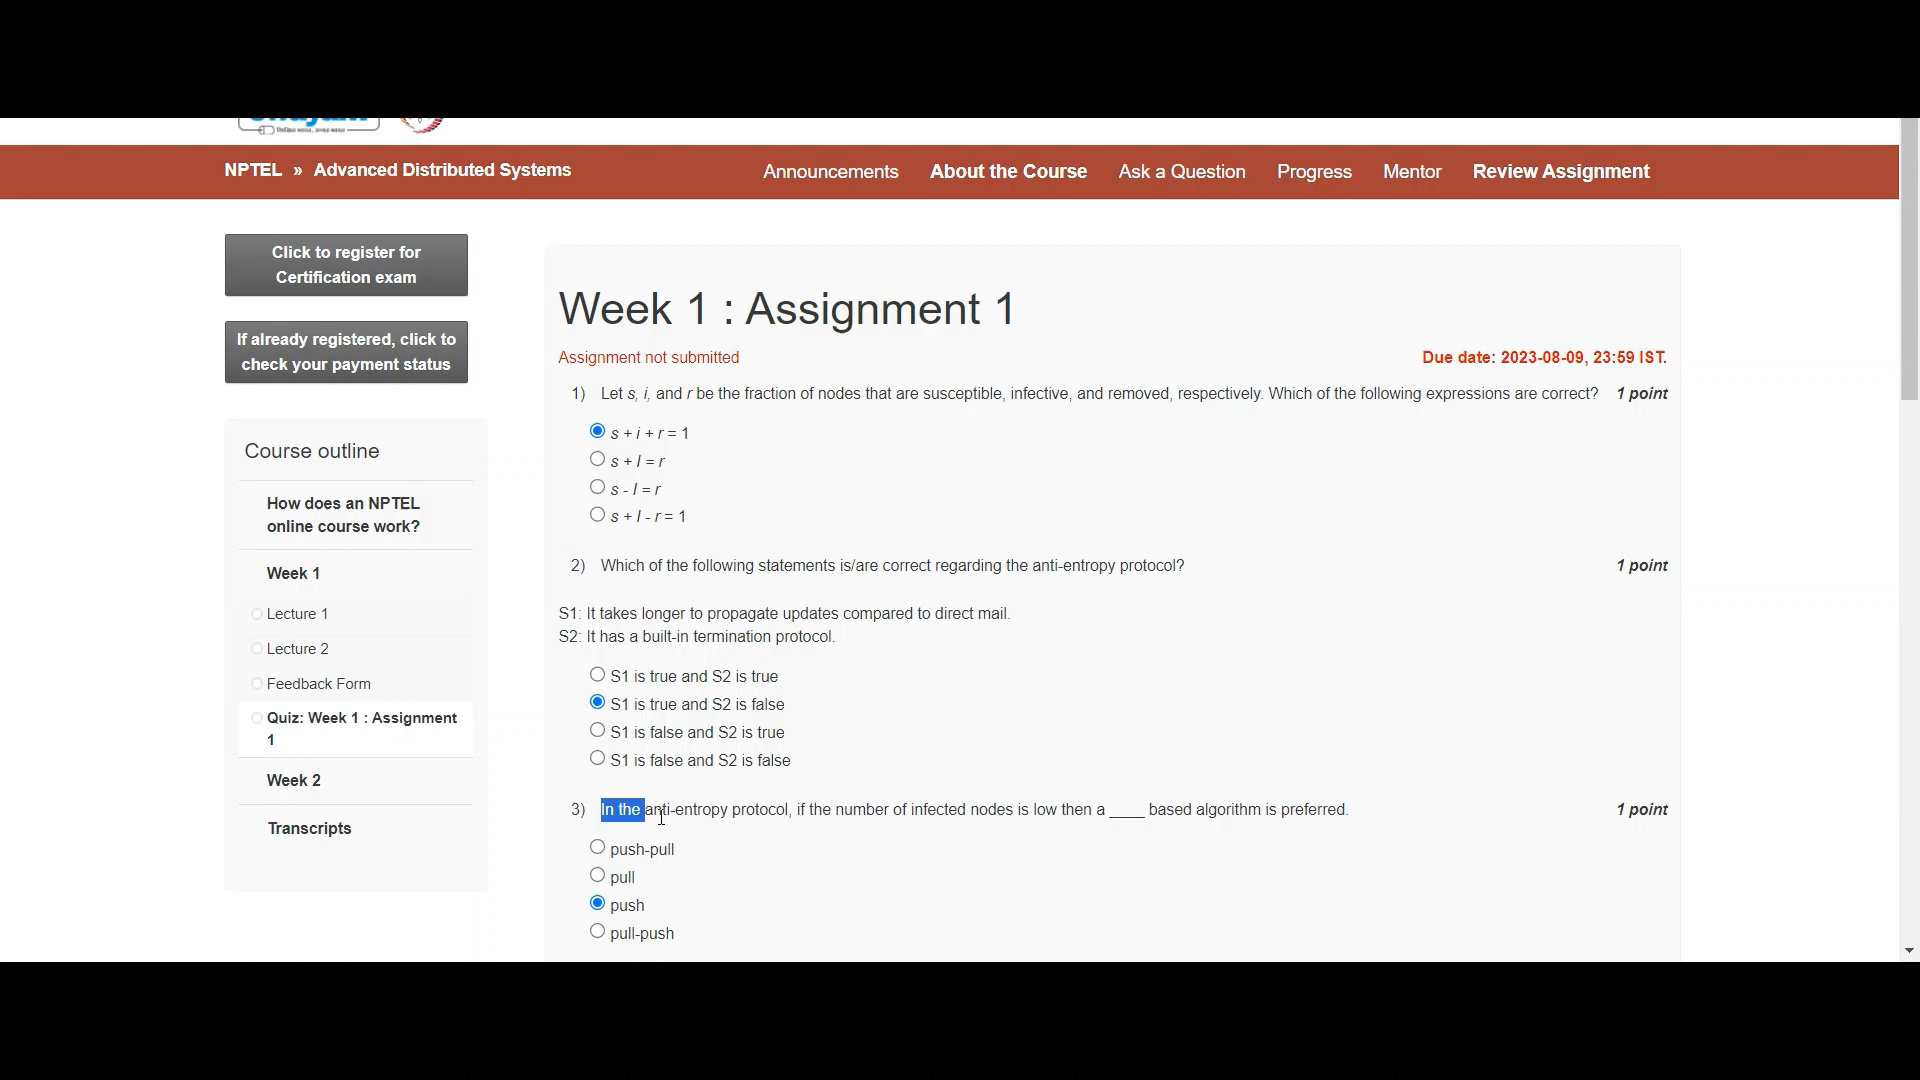 NPTEL » Advanced Distributed Systems
Announcements About the Course Ask a Question Progress Mentor Review Assignment
Click to register for
Certification exam
If already registered, click to
check your payment status
Course outline
How does an NPTEL
online course work?
Week 1
Lecture 1
Lecture 2
Feedback Form
Quiz: Week 1 : Assignment
1
Week 2
Transcripts
Week 1 : Assignment 1
Assignment not submitted Due date: 2023-08-09, 23:59 IST.
1) Let s, i, and r be the fraction of nodes that are susceptible, infective, and removed, respectively. Which of the following expressions are correct? 1 point
s + i + r = 1
s + I = r
s - I = r
s + I - r = 1
2) Which of the following statements is/are correct regarding the anti-entropy protocol? 1 point
S1: It takes longer to propagate updates compared to direct mail.
S2: It has a built-in termination protocol.
S1 is true and S2 is true
S1 is true and S2 is false
S1 is false and S2 is true
S1 is false and S2 is false
3) In the anti-entropy protocol, if the number of infected nodes is low then a ____ based algorithm is preferred. 1 point
push-pull
pull
push
pull-push